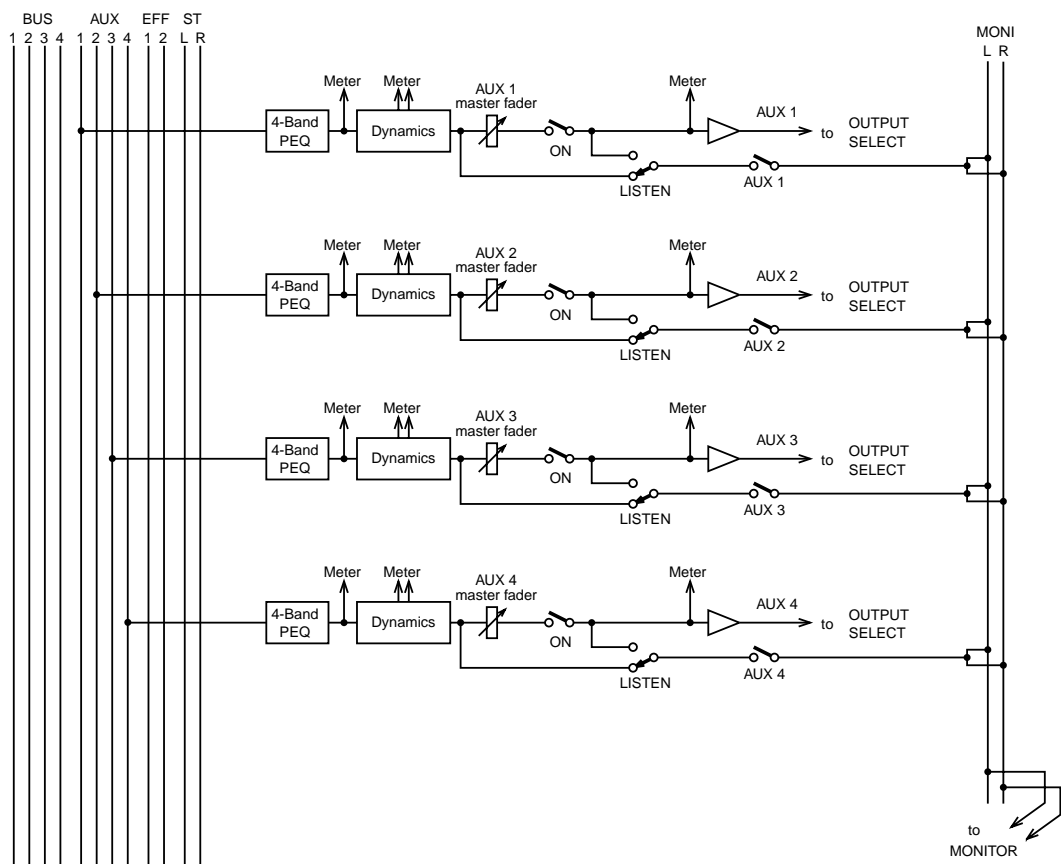 BUS AUX EFF ST
1 2 3 4 1 2 3 4 1 2 L R
MONI
L R
Meter Meter AUX 1 Meter
master fader
4-Band
PEQ
Dynamics
ON
AUX 1
to OUTPUT
SELECT
LISTEN
AUX 1
Meter Meter AUX 2 Meter
master fader
4-Band
PEQ
Dynamics
ON
AUX 2
to OUTPUT
SELECT
LISTEN
AUX 2
Meter Meter AUX 3 Meter
master fader
4-Band
PEQ
Dynamics
ON
AUX 3
to OUTPUT
SELECT
LISTEN
AUX 3
Meter Meter AUX 4 Meter
master fader
4-Band
PEQ
Dynamics
ON
AUX 4
to OUTPUT
SELECT
LISTEN
AUX 4
to
MONITOR